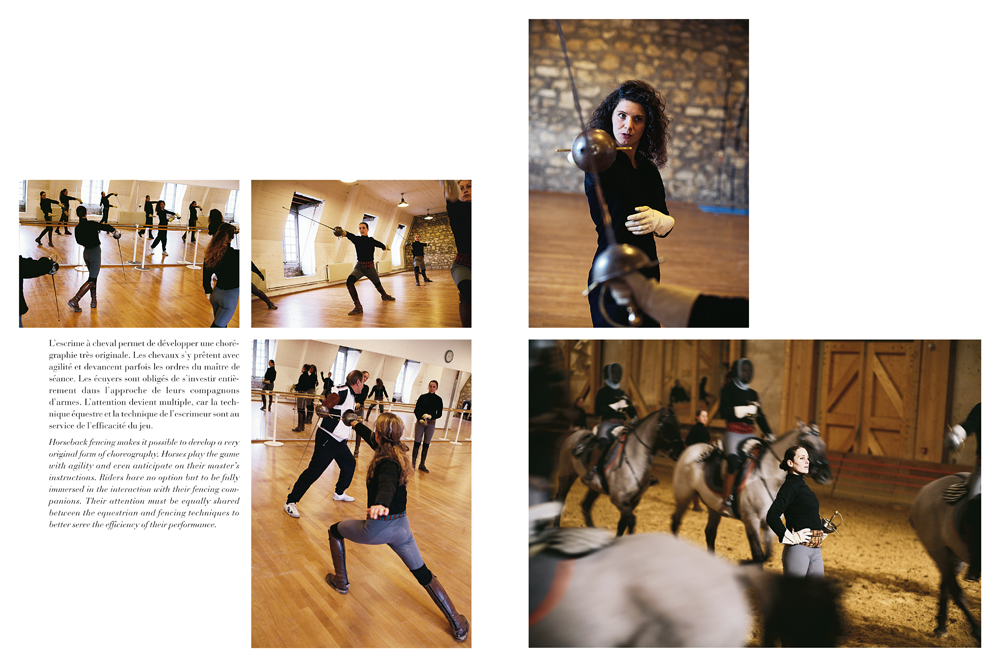 L'escrime à cheval permet de développer une choré-
graphie très originale. Les chevaux s'y prêtent avec
agilité et devancent parfois les ordres du maître de
séance. Les écuyers sont obligés de s'investir entiè-
rement dans l'approche de leurs compagnons
d'armes. L'attention devient multiple, car la tech-
nique équestre et la technique de l'escrimeur sont au
service de l'efficacité du jeu.
Horseback fencing makes it possible to develop a very
original form of choreography. Horses play the game
with agility and even anticipate on their master's
instructions. Riders have no option but to be fully
immersed in the interaction with their fencing com-
panions. Their attention must be equally shared
between the equestrian and fencing techniques to
better serve the efficiency of their performance.